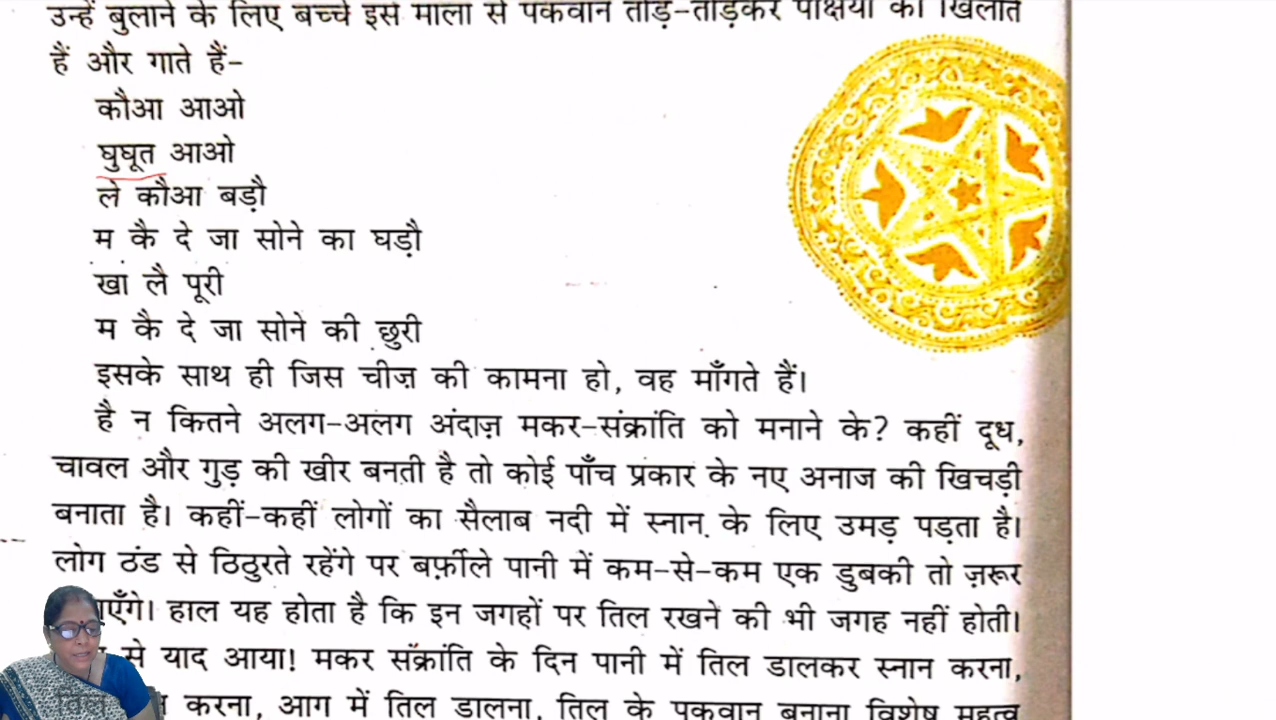 उन्हें बुलाने के लिए बच्चे इस माला से पकवान तोड़-तोड़कर पक्षियों को खिलाते
हैं और गाते हैं-
कौआ आओ
घुघूत आओ
ले कौआ बड़ौ
म कै दे जा सोने का घड़ौ
खा लै पूरी
म कै दे जा सोने की छुरी
इसके साथ ही जिस चीज़ की कामना हो, वह माँगते हैं।
है न कितने अलग-अलग अंदाज़ मकर-संक्रांति को मनाने के? कहीं दूध,
चावल और गुड़ की खीर बनती है तो कोई पाँच प्रकार के नए अनाज की खिचड़ी
बनाता है। कहीं-कहीं लोगों का सैलाब नदी में स्नान के लिए उमड़ पड़ता है।
लोग ठंड से ठिठुरते रहेंगे पर बर्फ़ीले पानी में कम-से-कम एक डुबकी तो ज़रूर
हाल यह होता है कि इन जगहों पर तिल रखने की भी जगह नहीं होती।
से याद आया! मकर संक्रांति के दिन पानी में तिल डालकर स्नान करना,
करना, आग में तिल डालना, तिल के पकवान बनाना विशेष महत्व